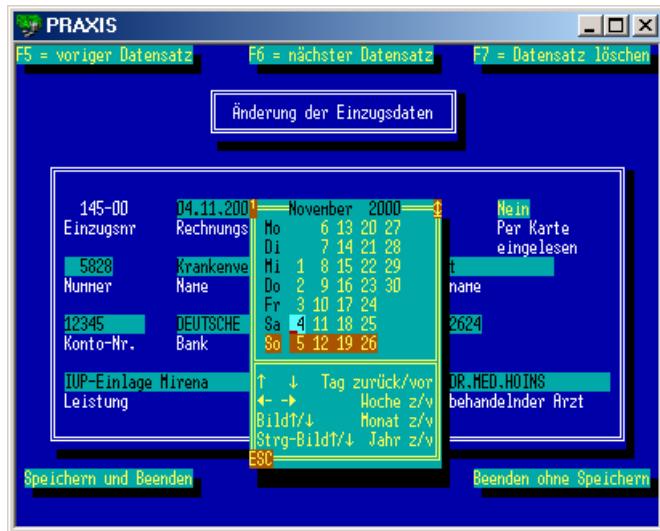 PRAXIS
F5 = voriger Datensatz F6 = nächster Datensatz F7 = Datensatz löschen
Änderung der Einzugsdaten
145-00 04.11.200 November 2000 Nein
Einzugsnr Rechnungs Mo 6 13 20 27 Per Karte
Di 7 14 21 28 eingelesen
5828 Krankenve Mi 1 8 15 22 29 t
Nummer Name Do 2 9 16 23 30 name
Fr 3 10 17 24
12345 DEUTSCHE Sa 4 11 18 25 2624
Konto-Nr. Bank So 5 12 19 26
IUP-Einlage Mirena ↑ ↓ Tag zurück/vor DR.MED.HOINS
Leistung ← → Woche z/v behandelnder Arzt
Bild↑/↓ Monat z/v
Strg-Bild↑/↓ Jahr z/v
ESC
Speichern und Beenden Beenden ohne Speichern